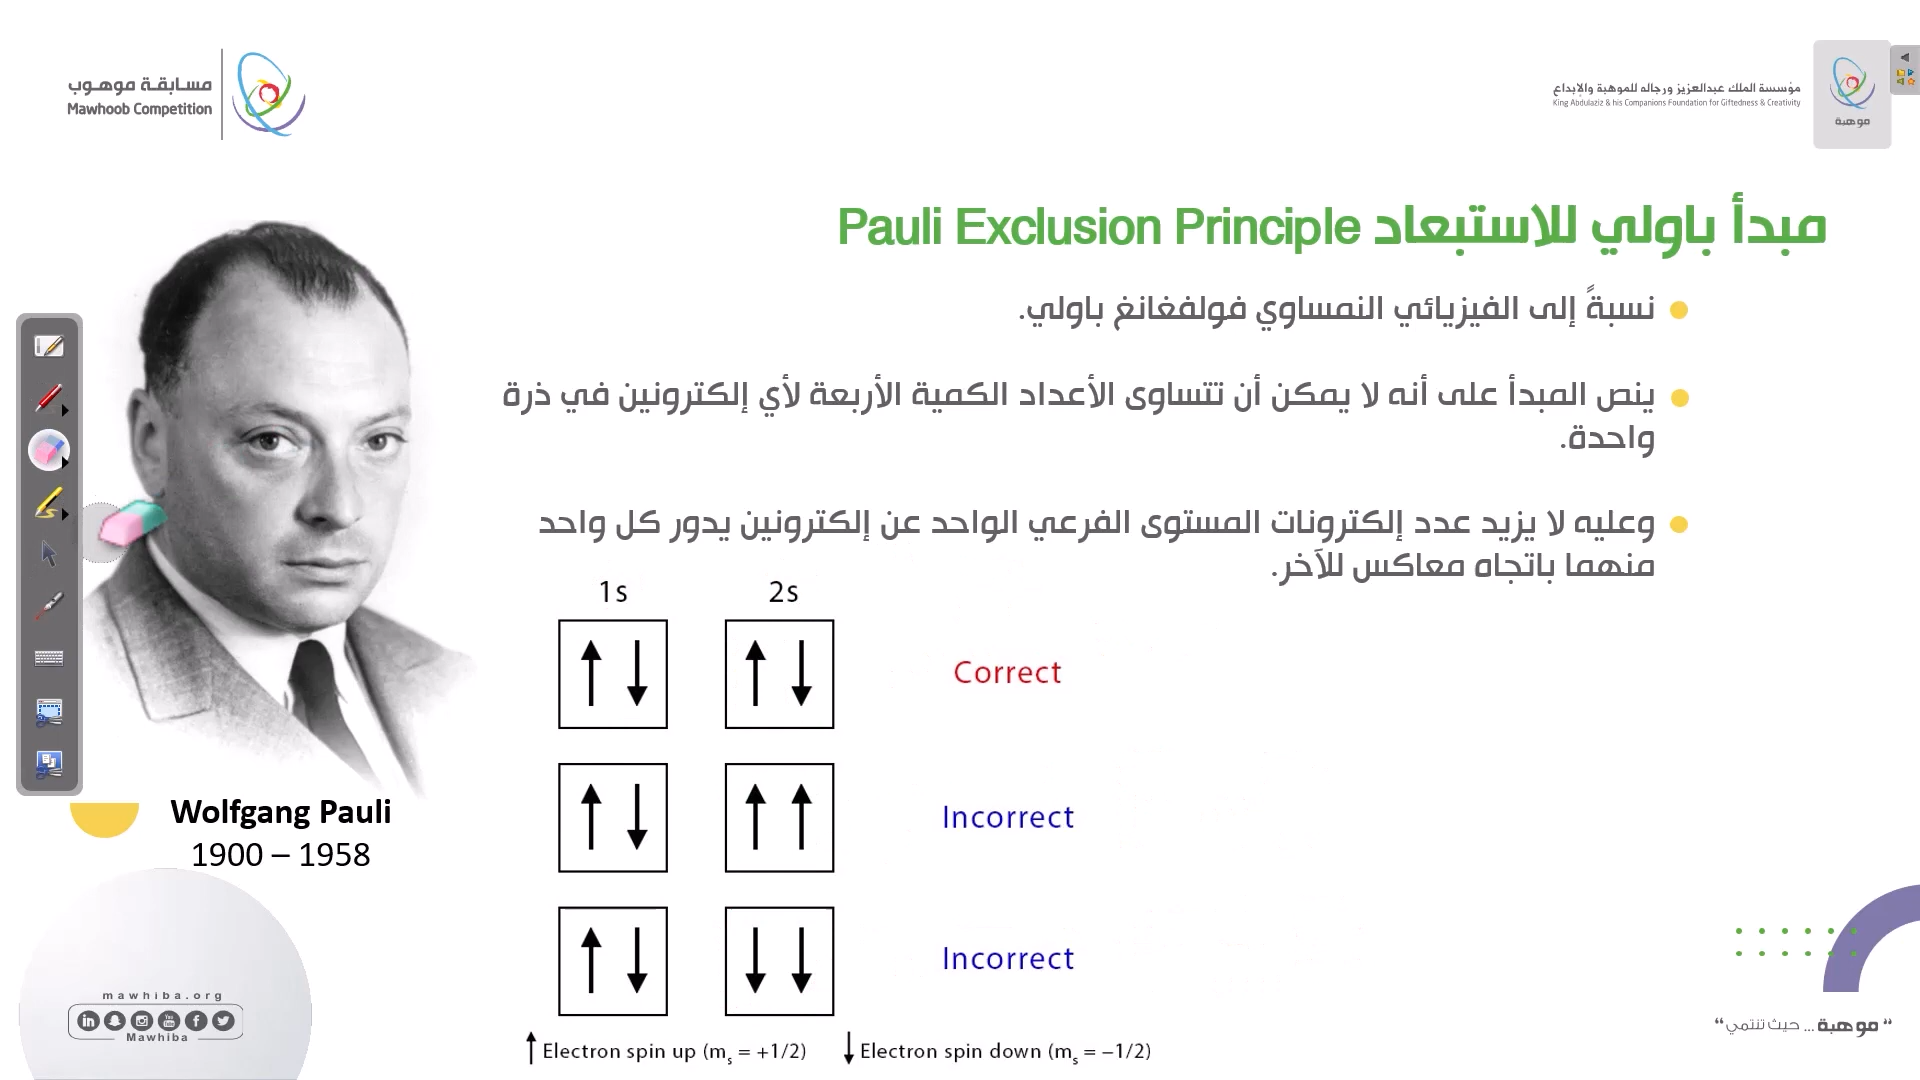 مسابقة موهوب
Mawhoob Competition
مؤسسة الملك عبدالعزيز ورجاله للموهبة والإبداع
King Abdulaziz & his Companions Foundation for Giftedness & Creativity
موهبة
مبدأ باولي للاستبعاد Pauli Exclusion Principle
نسبةً إلى الفيزيائي النمساوي فولفغانغ باولي.
ينص المبدأ على أنه لا يمكن أن تتساوى الأعداد الكمية الأربعة لأي إلكترونين في ذرة
واحدة.
وعليه لا يزيد عدد إلكترونات المستوى الفرعي الواحد عن إلكترونين يدور كل واحد
منهما باتجاه معاكس للآخر.
1s 2s
Correct
Incorrect
Incorrect
Electron spin up (ms = +1/2) Electron spin down (ms = −1/2)
Wolfgang Pauli
1900 – 1958
mawhiba.org
Mawhiba
“موهبة ... حيث تنتمي”